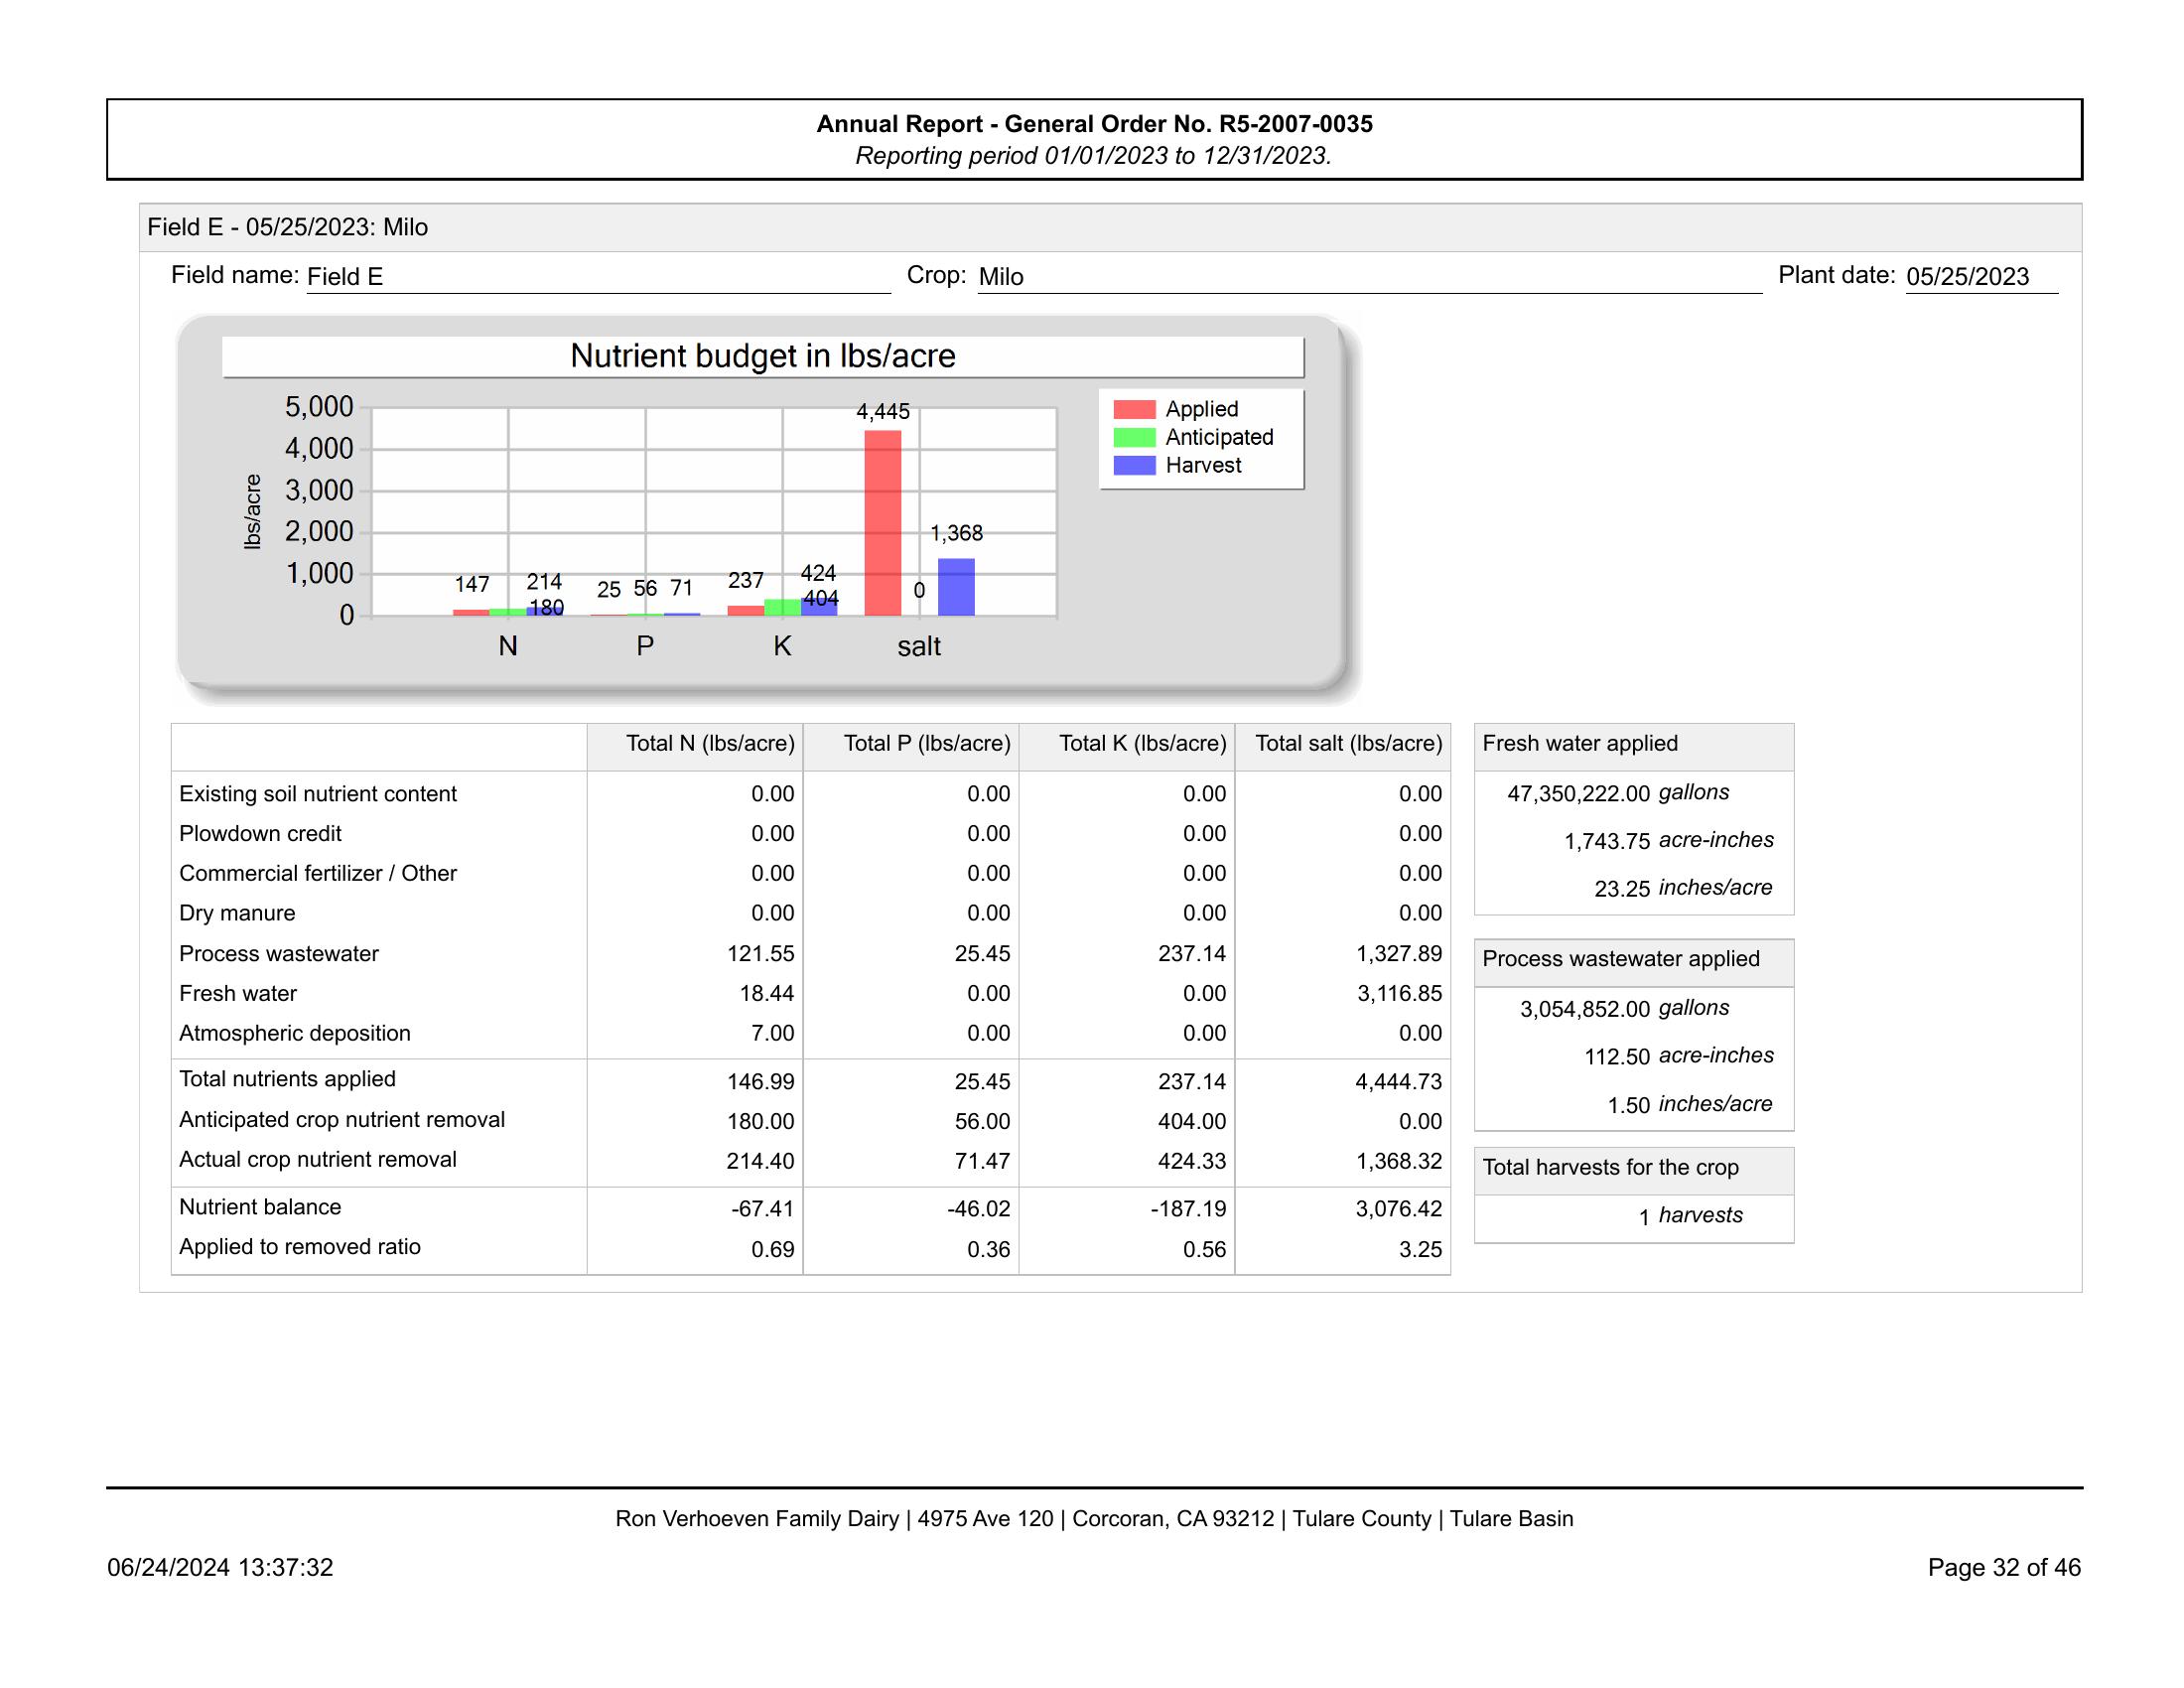 Annual Report - General Order No. R5-2007-0035
Reporting period 01/01/2023 to 12/31/2023.
Field E - 05/25/2023: Milo
Field name: Field E Crop: Milo Plant date: 05/25/2023
Nutrient budget in lbs/acre
lbs/acre
5,000
4,000
3,000
2,000
1,000
0
147 214 180
25 56 71
237 424 404
4,445 0 1,368
N P K salt
Applied
Anticipated
Harvest
Total N (lbs/acre) Total P (lbs/acre) Total K (lbs/acre) Total salt (lbs/acre)
Existing soil nutrient content 0.00 0.00 0.00 0.00
Plowdown credit 0.00 0.00 0.00 0.00
Commercial fertilizer / Other 0.00 0.00 0.00 0.00
Dry manure 0.00 0.00 0.00 0.00
Process wastewater 121.55 25.45 237.14 1,327.89
Fresh water 18.44 0.00 0.00 3,116.85
Atmospheric deposition 7.00 0.00 0.00 0.00
Total nutrients applied 146.99 25.45 237.14 4,444.73
Anticipated crop nutrient removal 180.00 56.00 404.00 0.00
Actual crop nutrient removal 214.40 71.47 424.33 1,368.32
Nutrient balance -67.41 -46.02 -187.19 3,076.42
Applied to removed ratio 0.69 0.36 0.56 3.25
Fresh water applied
47,350,222.00 gallons
1,743.75 acre-inches
23.25 inches/acre
Process wastewater applied
3,054,852.00 gallons
112.50 acre-inches
1.50 inches/acre
Total harvests for the crop
1 harvests
Ron Verhoeven Family Dairy | 4975 Ave 120 | Corcoran, CA 93212 | Tulare County | Tulare Basin
06/24/2024 13:37:32 Page 32 of 46